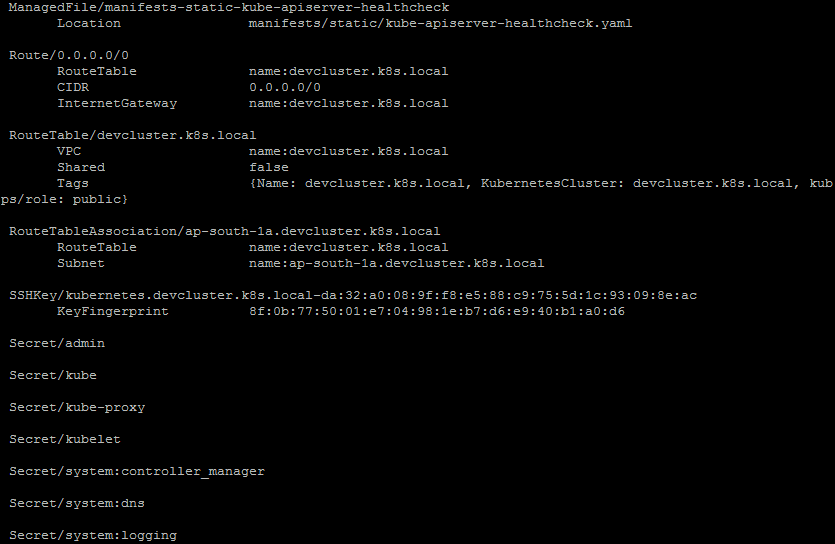 ManagedFile/manifests-static-kube-apiserver-healthcheck
Location manifests/static/kube-apiserver-healthcheck.yaml
Route/0.0.0.0/0
RouteTable name:devcluster.k8s.local
CIDR 0.0.0.0/0
InternetGateway name:devcluster.k8s.local
RouteTable/devcluster.k8s.local
VPC name:devcluster.k8s.local
Shared false
Tags {Name: devcluster.k8s.local, KubernetesCluster: devcluster.k8s.local, kub
ps/role: public}
RouteTableAssociation/ap-south-1a.devcluster.k8s.local
RouteTable name:devcluster.k8s.local
Subnet name:ap-south-1a.devcluster.k8s.local
SSHKey/kubernetes.devcluster.k8s.local-da:32:a0:08:9f:f8:e5:88:c9:75:5d:1c:93:09:8e:ac
KeyFingerprint 8f:0b:77:50:01:e7:04:98:1e:b7:d6:e9:40:b1:a0:d6
Secret/admin
Secret/kube
Secret/kube-proxy
Secret/kubelet
Secret/system:controller_manager
Secret/system:dns
Secret/system:logging